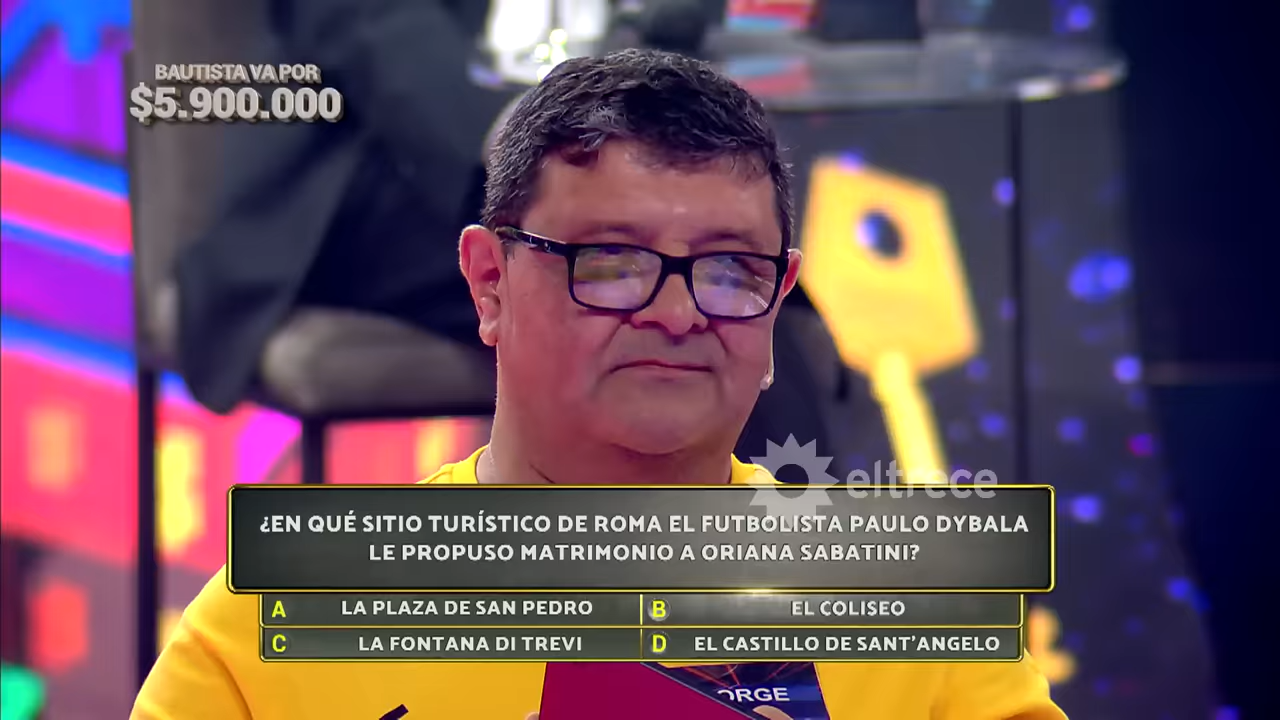 BAUTISTA VA POR
$5.900.000
eltrece
¿EN QUÉ SITIO TURÍSTICO DE ROMA EL FUTBOLISTA PAULO DYBALA
LE PROPUSO MATRIMONIO A ORIANA SABATINI?
A LA PLAZA DE SAN PEDRO
B EL COLISEO
C LA FONTANA DI TREVI
D EL CASTILLO DE SANT'ANGELO
ORGE